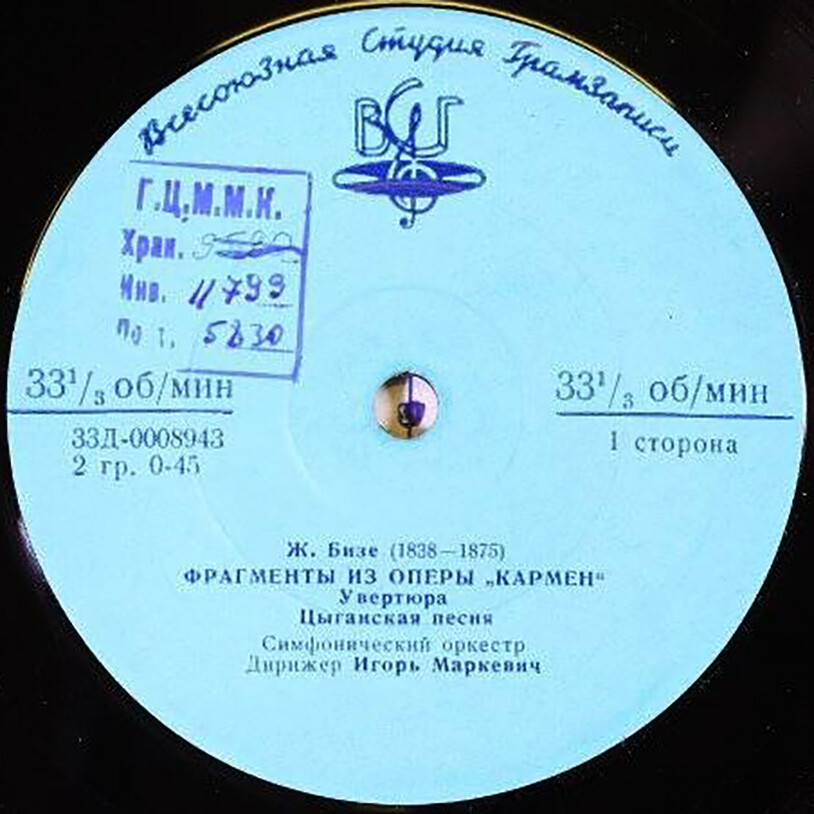 Всесоюзная Студия Грамзаписи
ВСГ
Г.Ц.М.М.К.
Хран.
Инв. 11799
по т. 5830
33¹/₃ об/мин
33Д-0008943
2 гр. 0-45
33¹/₃ об/мин
1 сторона
Ж. Бизе (1838—1875)
ФРАГМЕНТЫ ИЗ ОПЕРЫ „КАРМЕН“
Увертюра
Цыганская песня
Симфонический оркестр
Дирижер Игорь Маркевич